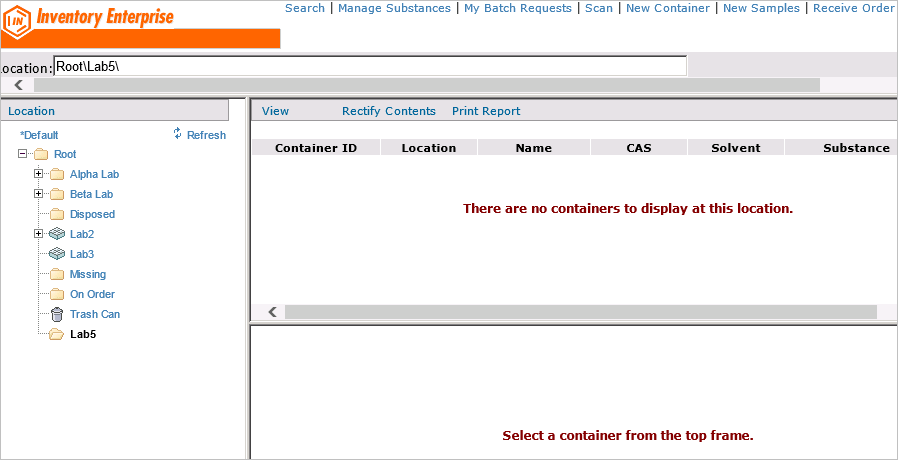 Inventory Enterprise
Search | Manage Substances | My Batch Requests | Scan | New Container | New Samples | Receive Order
ocation: Root\Lab5\
Location
View Rectify Contents Print Report
*Default Refresh
Root
Alpha Lab
Beta Lab
Disposed
Lab2
Lab3
Missing
On Order
Trash Can
Lab5
Container ID Location Name CAS Solvent Substance
There are no containers to display at this location.
Select a container from the top frame.